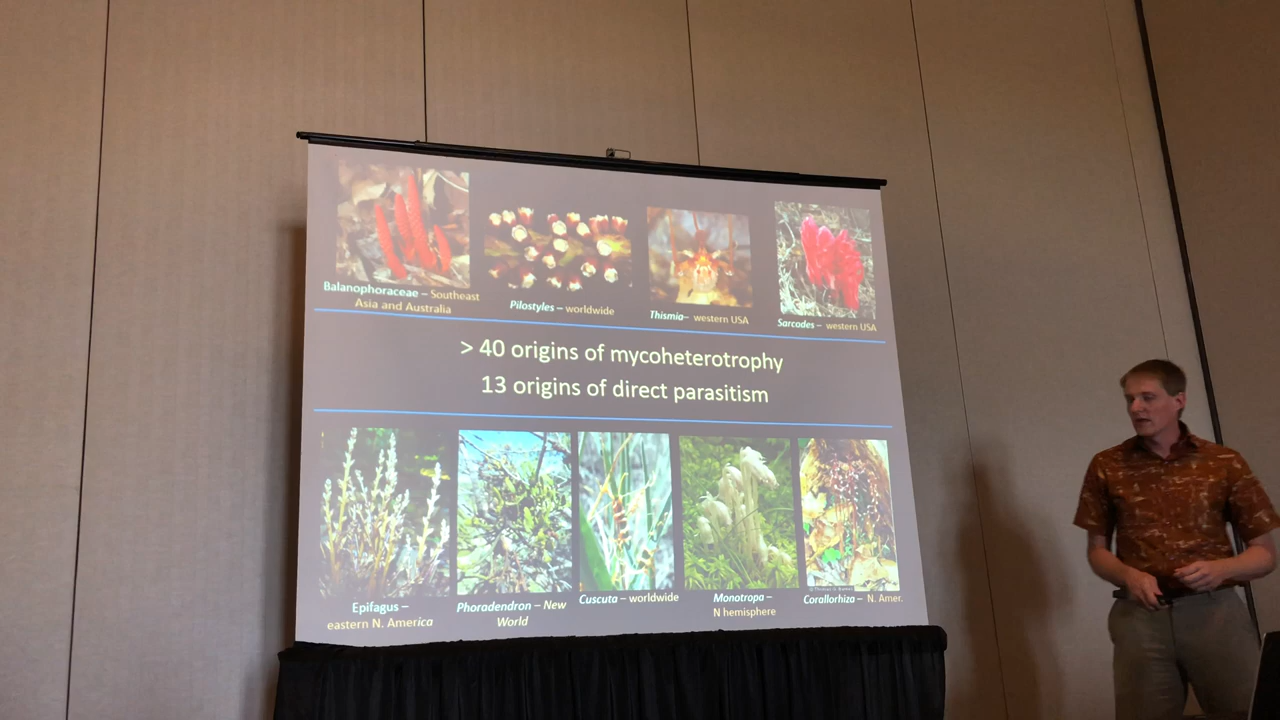 Balanophoraceae – Southeast
Asia and Australia
Pilostyles – worldwide
Thismia– western USA
Sarcodes – western USA
> 40 origins of mycoheterotrophy
13 origins of direct parasitism
Epifagus –
eastern N. America
Phoradendron – New
World
Cuscuta – worldwide
Monotropa –
N hemisphere
Corallorhiza – N. Amer.